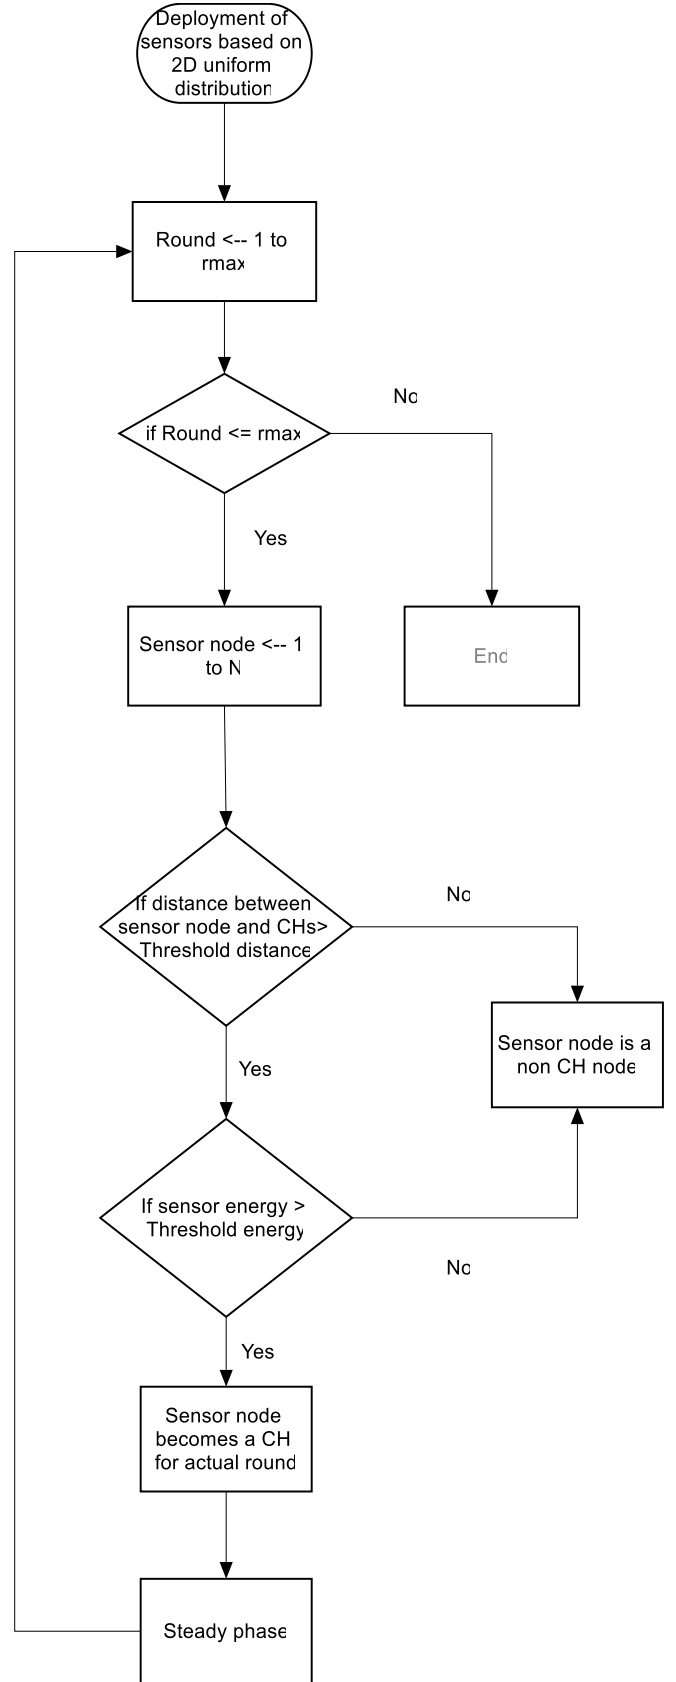 Deployment of
sensors based on
2D uniform
distribution
Round <-- 1 to
rmax
No
if Round <= rmax
Yes
Sensor node <-- 1
to N
End
If distance between
sensor node and CHs>
Threshold distance
No
Sensor node is a
non CH node
Yes
If sensor energy >
Threshold energy
No
Yes
Sensor node
becomes a CH
for actual round
Steady phase